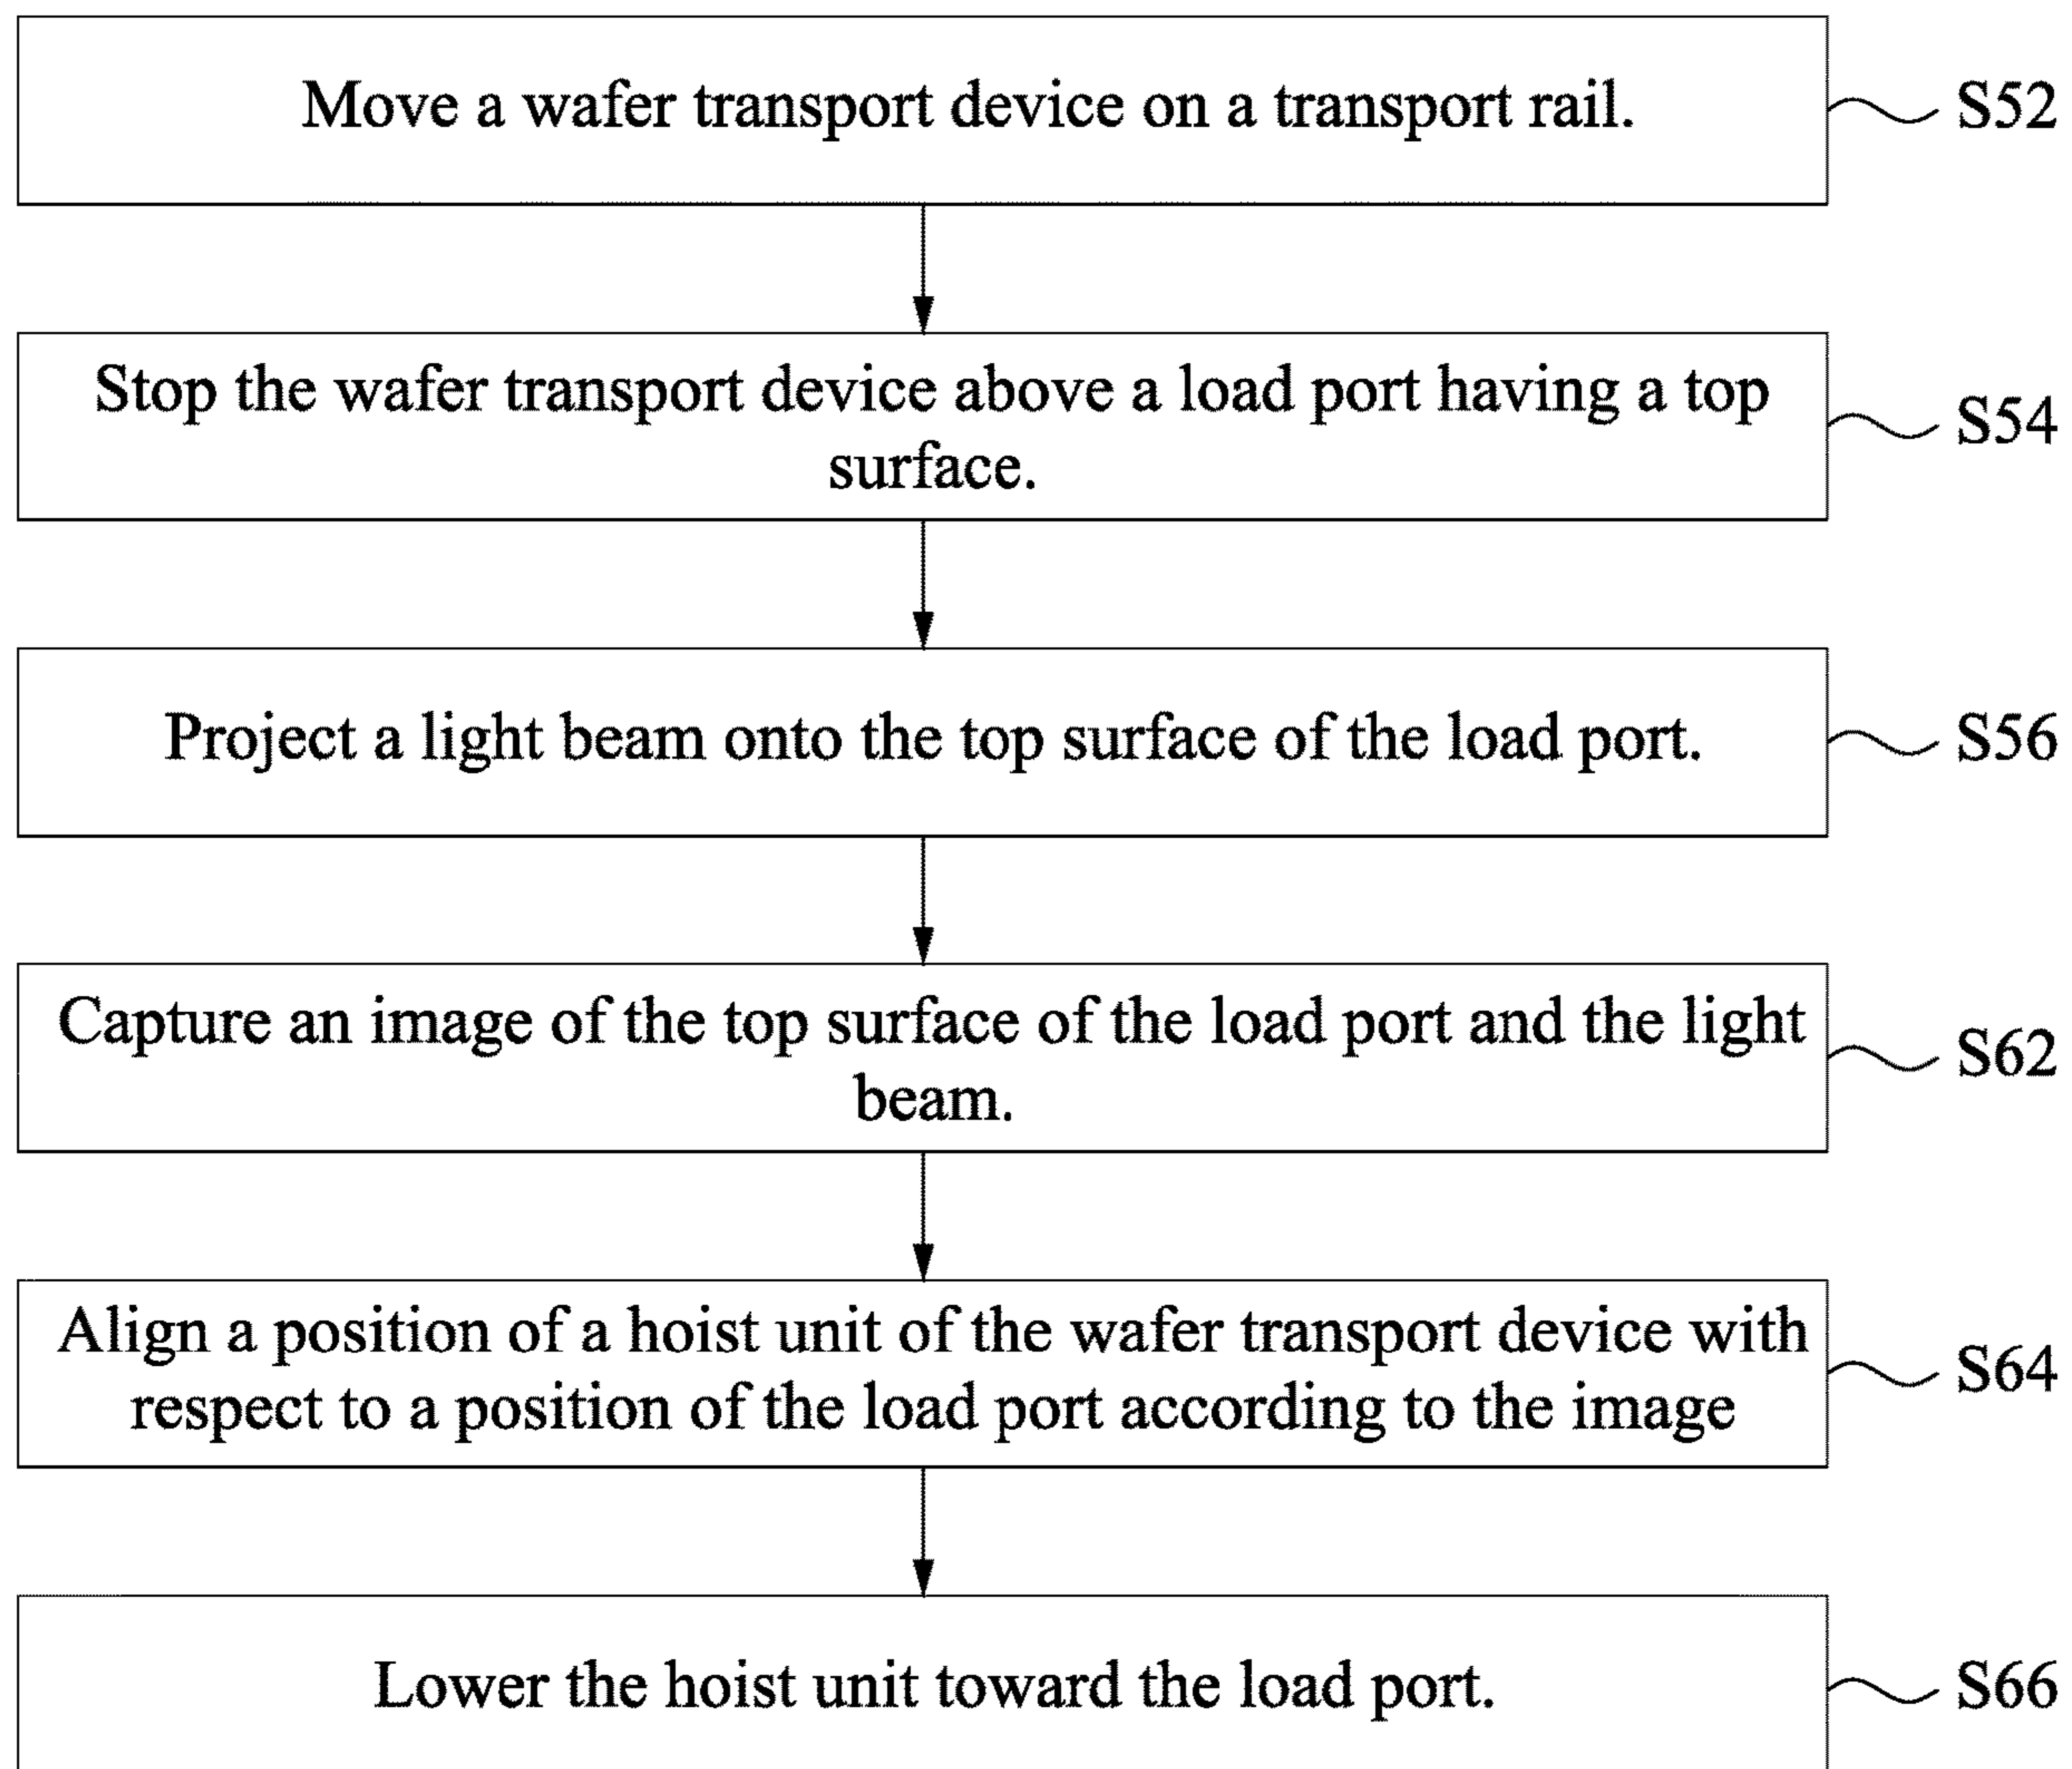 Move a wafer transport device on a transport rail.
S52
Stop the wafer transport device above a load port having a top
surface.
S54
Project a light beam onto the top surface of the load port.
S56
Capture an image of the top surface of the load port and the light
beam.
S62
Align a position of a hoist unit of the wafer transport device with
respect to a position of the load port according to the image
S64
Lower the hoist unit toward the load port.
S66